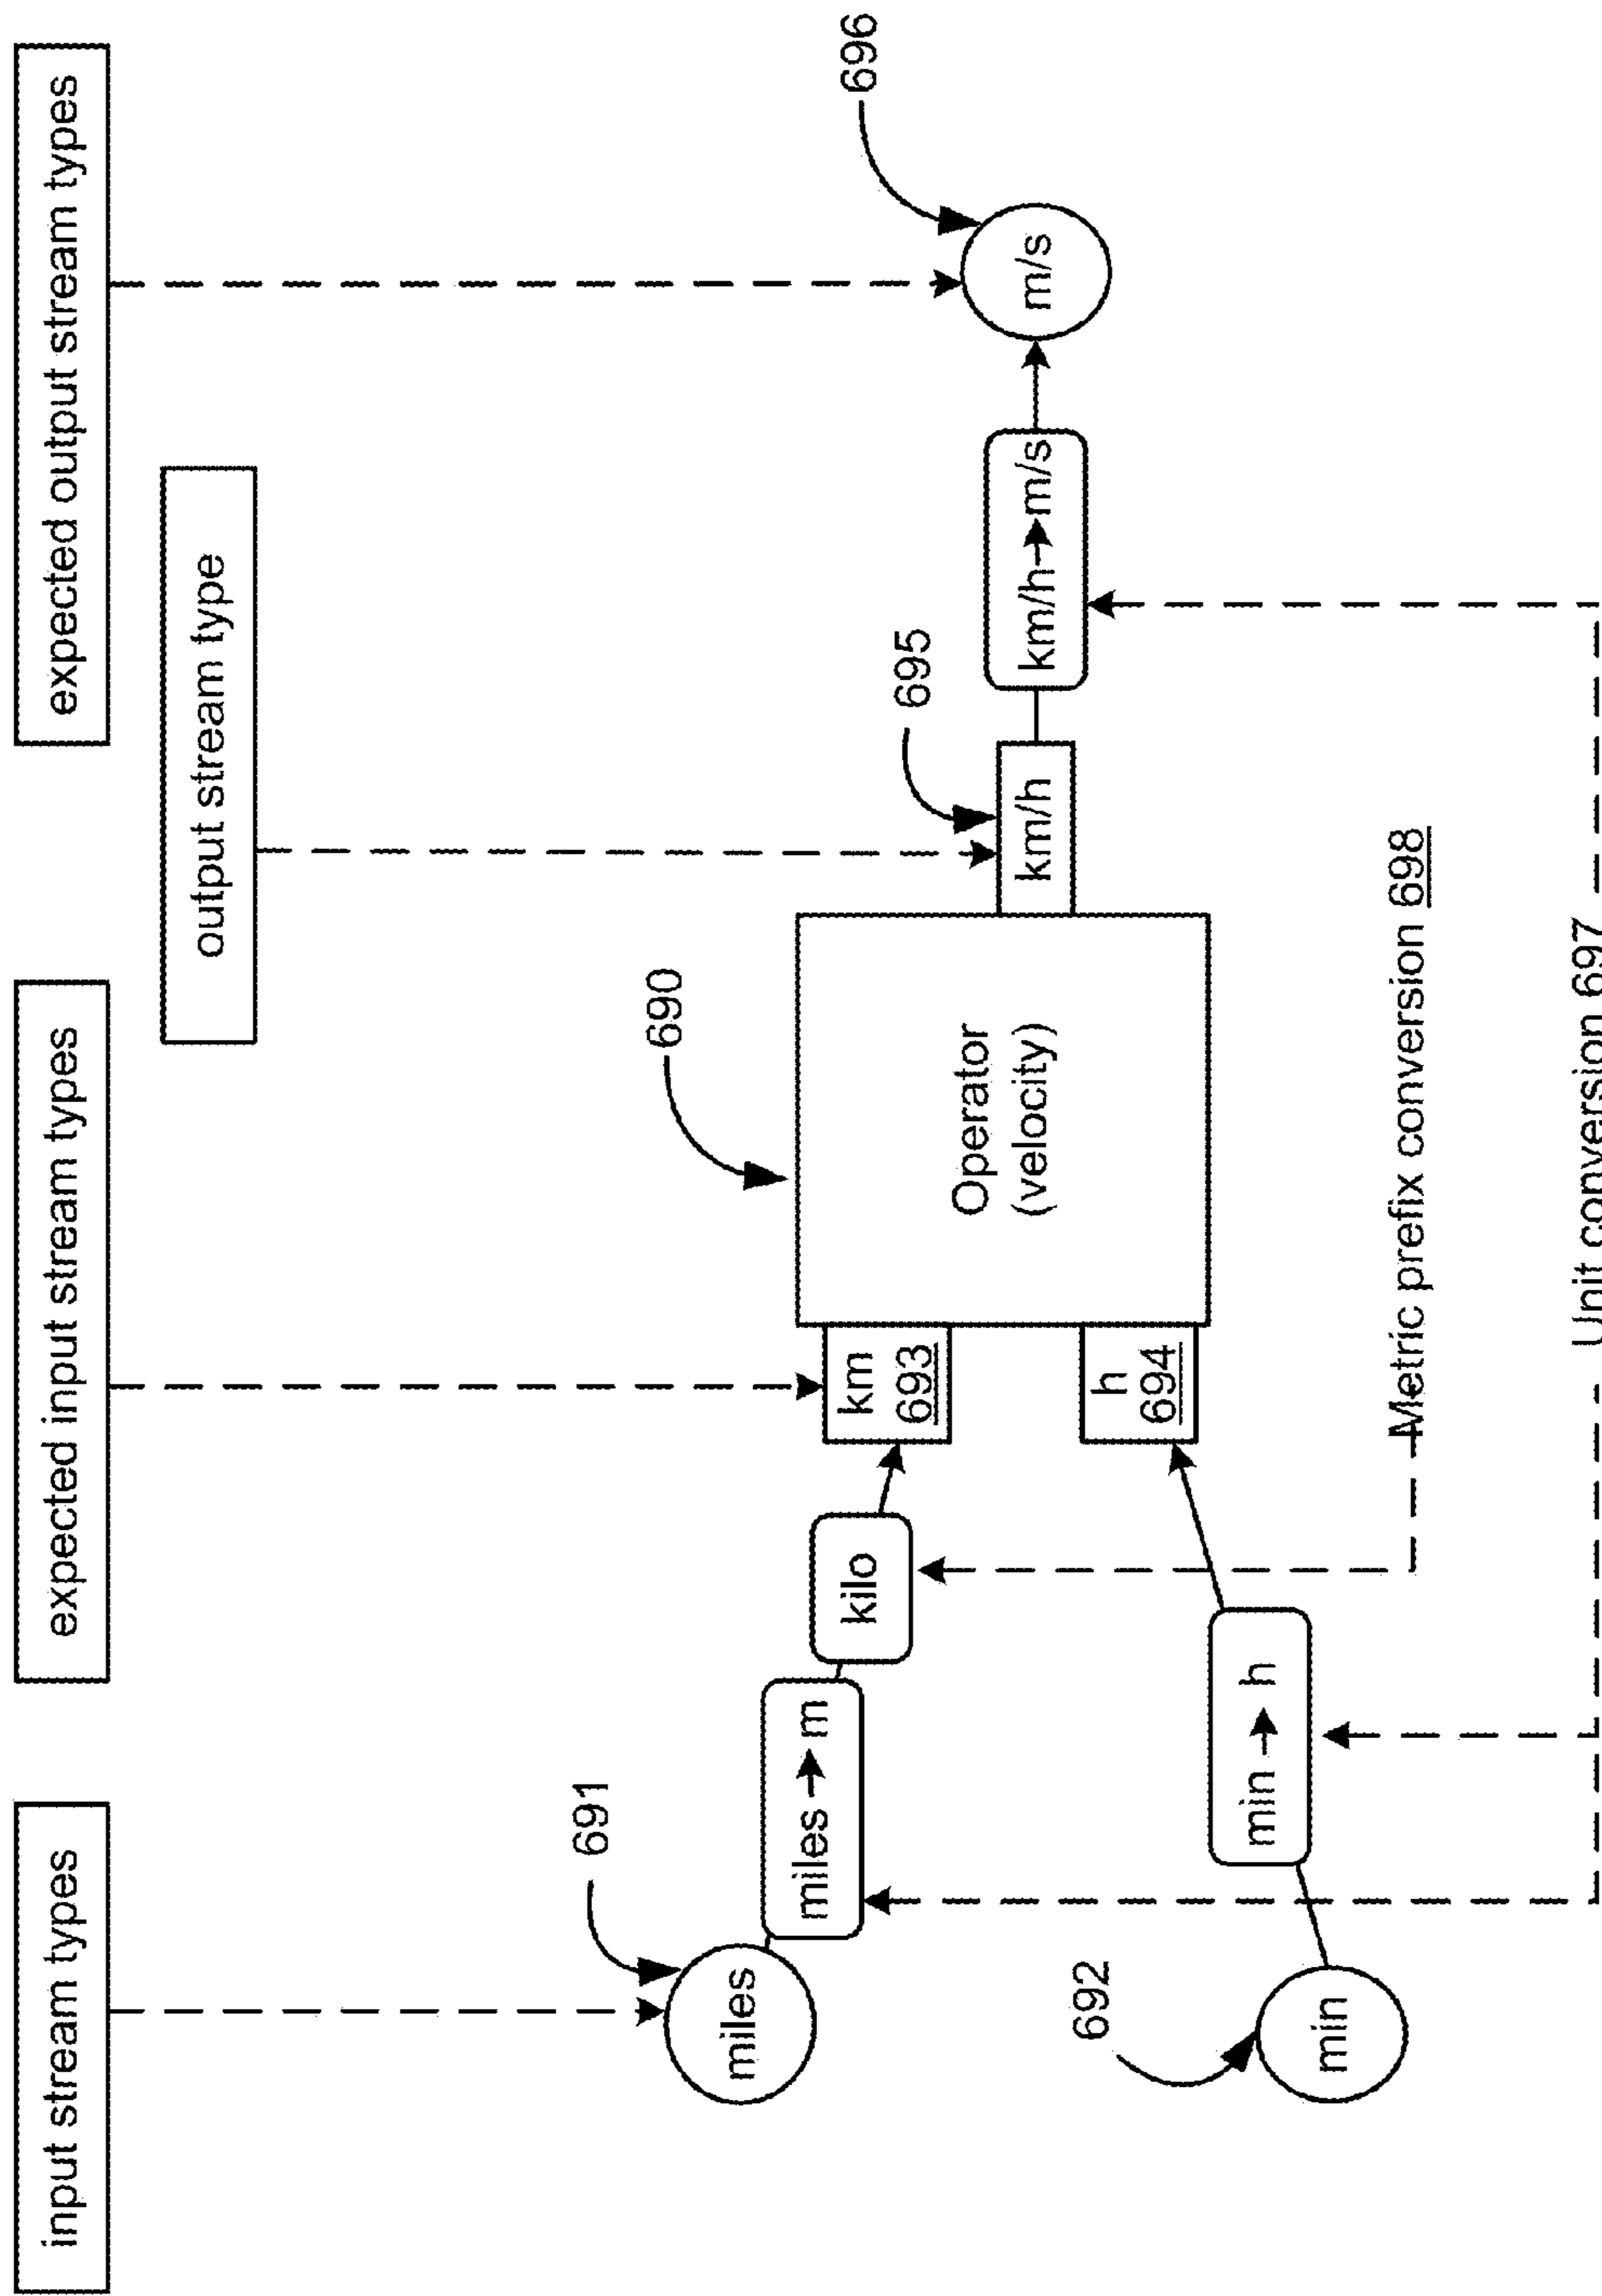 input stream types
expected input stream types
output stream type
expected output stream types
691
miles
miles → m
kilo
km
693
690
Operator
(velocity)
695
km/h
km/h → m/s
696
m/s
692
min
min → h
h
694
Metric prefix conversion 698
Unit conversion 697